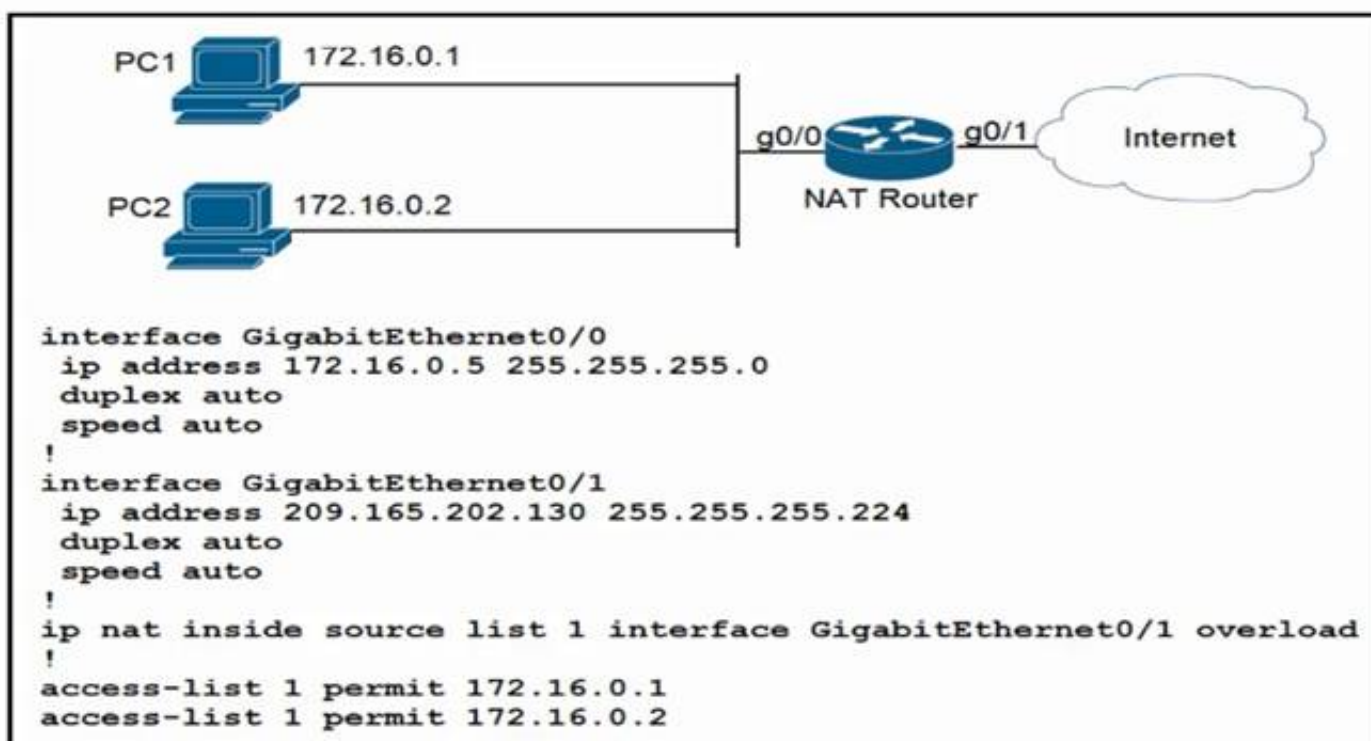 PC1
172.16.0.1
g0/0
g0/1
Internet
PC2
172.16.0.2
NAT Router
interface GigabitEthernet0/0
ip address 172.16.0.5 255.255.255.0
duplex auto
speed auto
!
interface GigabitEthernet0/1
ip address 209.165.202.130 255.255.255.224
duplex auto
speed auto
!
ip nat inside source list 1 interface GigabitEthernet0/1 overload
!
access-list 1 permit 172.16.0.1
access-list 1 permit 172.16.0.2